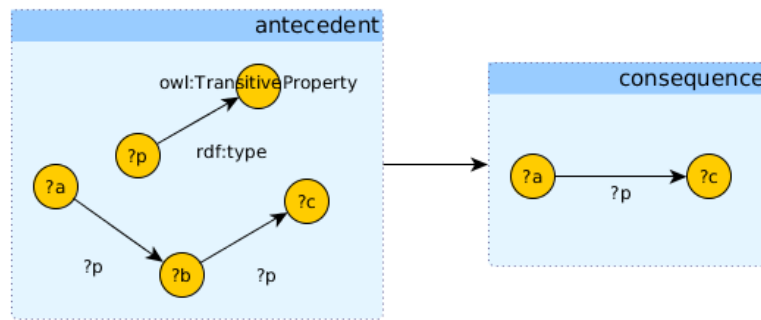 antecedent
owl:TransitiveProperty
?p
rdf:type
?a
?c
?p
?b
?p
consequence
?a
?p
?c